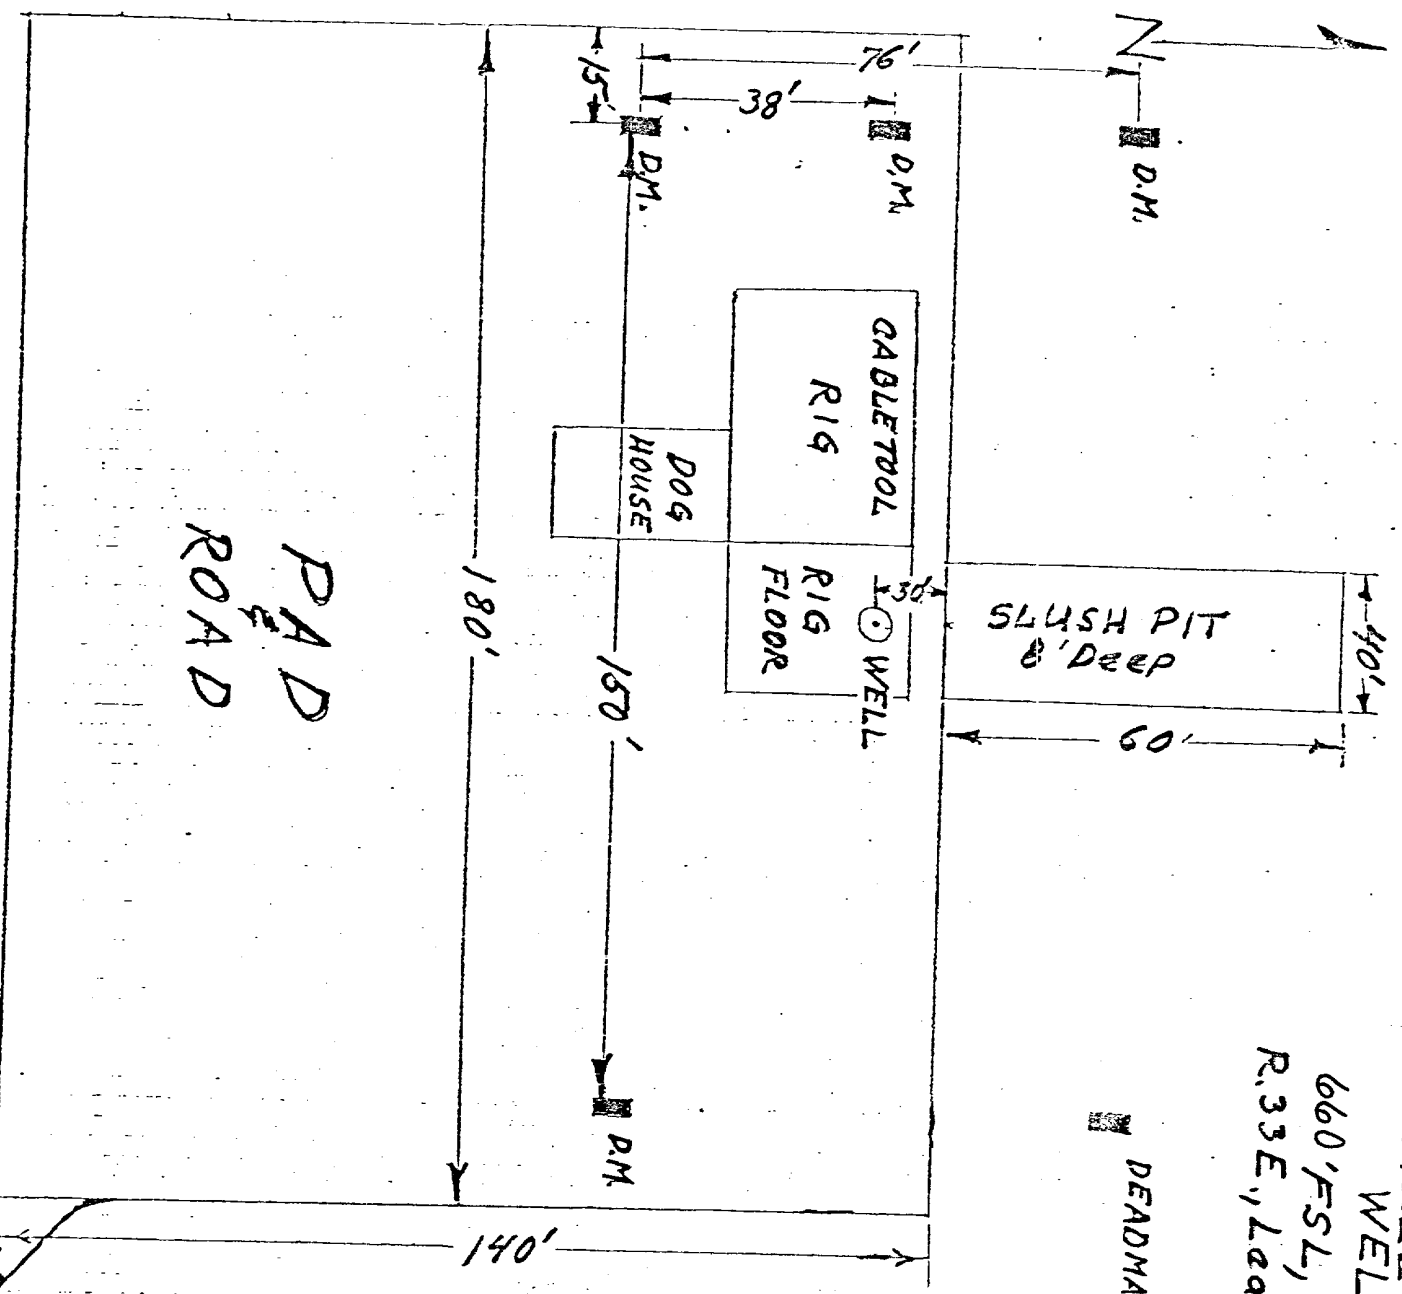 N
76'
38'
15'
D.M.
D.M.
D.M.
CABLETOOL
RIG
DOG
HOUSE
RIG
FLOOR
30'
WELL
SLUSH PIT
8' Deep
40'
60'
180'
150'
PAD
&
ROAD
D.M.
DEADMA
140'
WEL
660' FSL,
R.33E., Lea